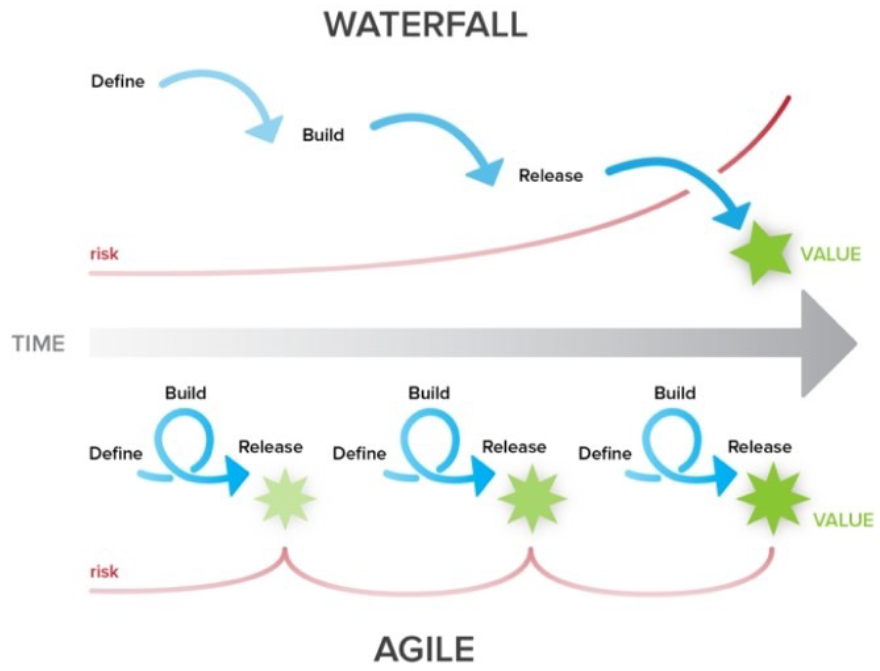 WATERFALL
Define
Build
Release
risk
VALUE
TIME
Build
Build
Build
Define
Release
Define
Release
Define
Release
VALUE
risk
AGILE